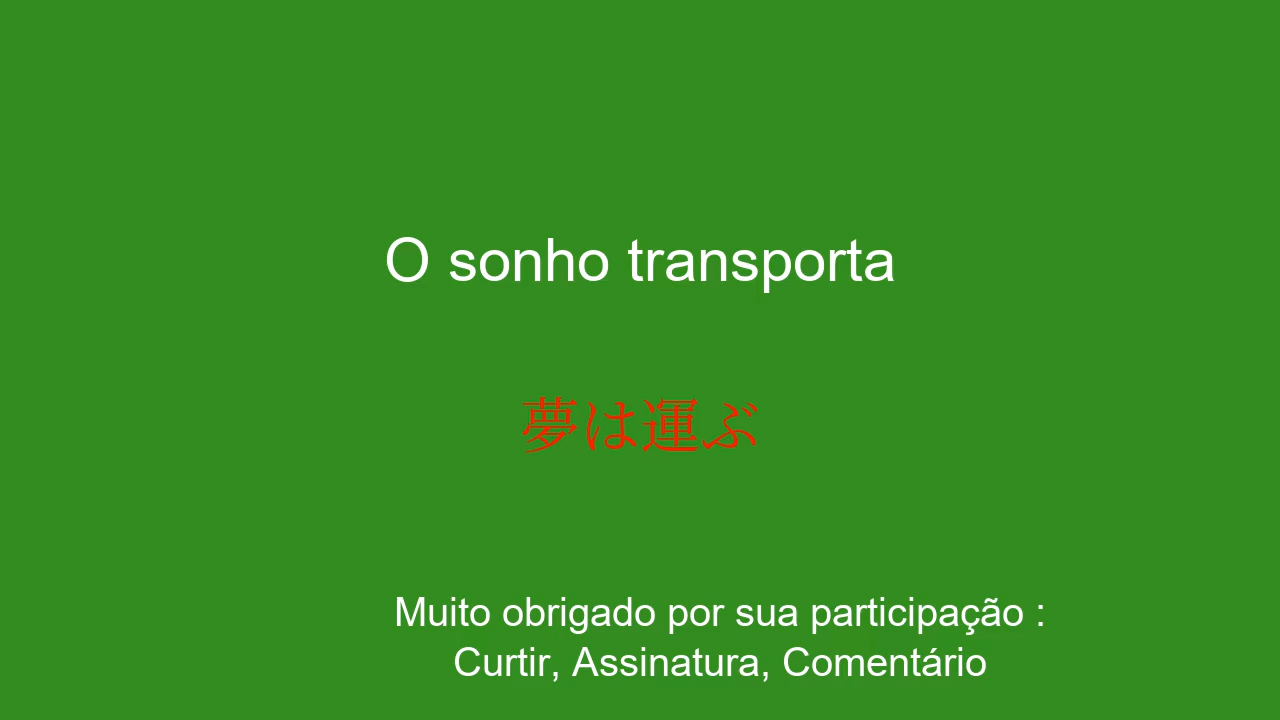 O sonho transporta
夢は運ぶ
Muito obrigado por sua participação :
Curtir, Assinatura, Comentário